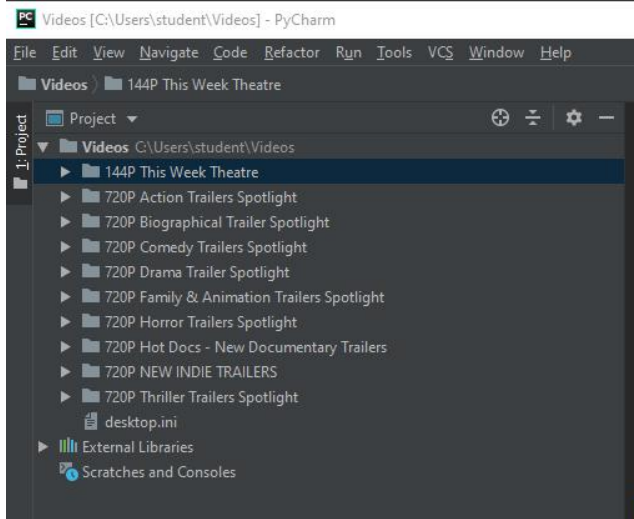 PC Videos [C:\Users\student\Videos] - PyCharm
File Edit View Navigate Code Refactor Run Tools VCS Window Help
Videos 144P This Week Theatre
1: Project
Project
Videos C:\Users\student\Videos
144P This Week Theatre
720P Action Trailers Spotlight
720P Biographical Trailer Spotlight
720P Comedy Trailers Spotlight
720P Drama Trailer Spotlight
720P Family & Animation Trailers Spotlight
720P Horror Trailers Spotlight
720P Hot Docs - New Documentary Trailers
720P NEW INDIE TRAILERS
720P Thriller Trailers Spotlight
desktop.ini
External Libraries
Scratches and Consoles